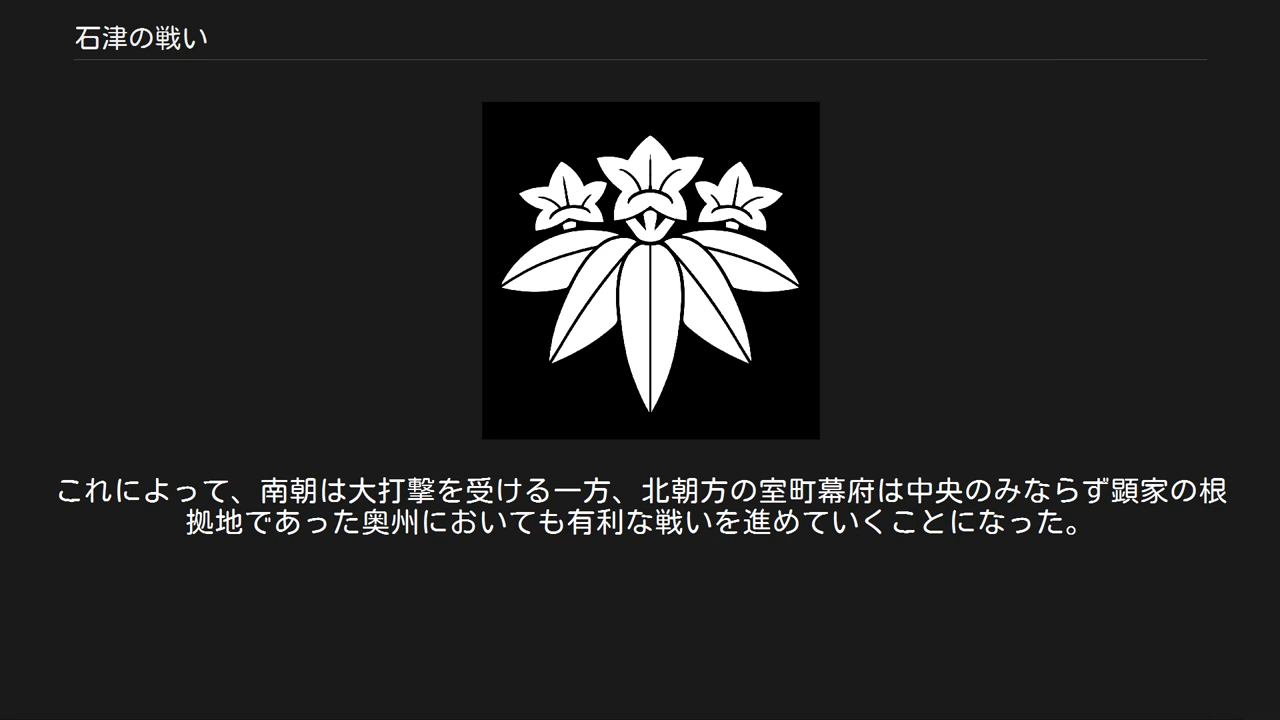 石津の戦い
これによって、南朝は大打撃を受ける一方、北朝方の室町幕府は中央のみならず顕家の根
拠地であった奥州においても有利な戦いを進めていくことになった。